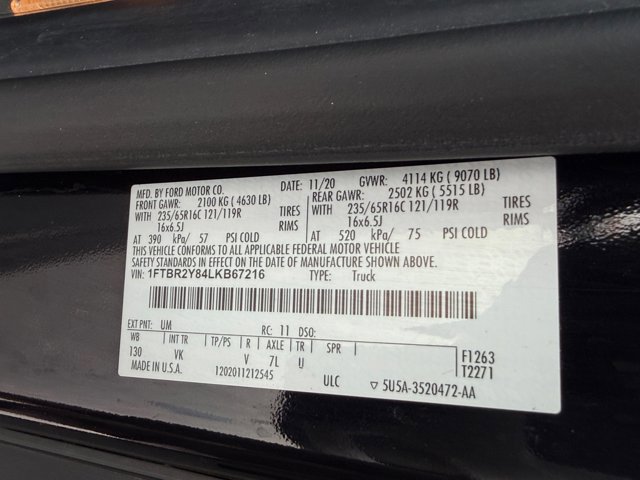 MFD. BY FORD MOTOR CO. DATE: 11/20 GVWR: 4114 KG ( 9070 LB)
FRONT GAWR: 2100 KG ( 4630 LB) REAR GAWR: 2502 KG ( 5515 LB)
WITH 235/65R16C 121/119R TIRES WITH 235/65R16C 121/119R TIRES
16x6.5J RIMS 16x6.5J RIMS
AT 390 kPa/ 57 PSI COLD AT 520 kPa/ 75 PSI COLD
THIS VEHICLE CONFORMS TO ALL APPLICABLE FEDERAL MOTOR VEHICLE
SAFETY STANDARDS IN EFFECT ON THE DATE OF MANUFACTURE SHOWN ABOVE.
VIN: 1FTBR2Y84LKB67216 TYPE: Truck
EXT PNT: UM RC: 11 DSO:
WB INT TR TP/PS R AXLE TR SPR F1263
130 VK V 7L U T2271
MADE IN U.S.A. 1202011212545 ULC ▽ 5U5A-3520472-AA